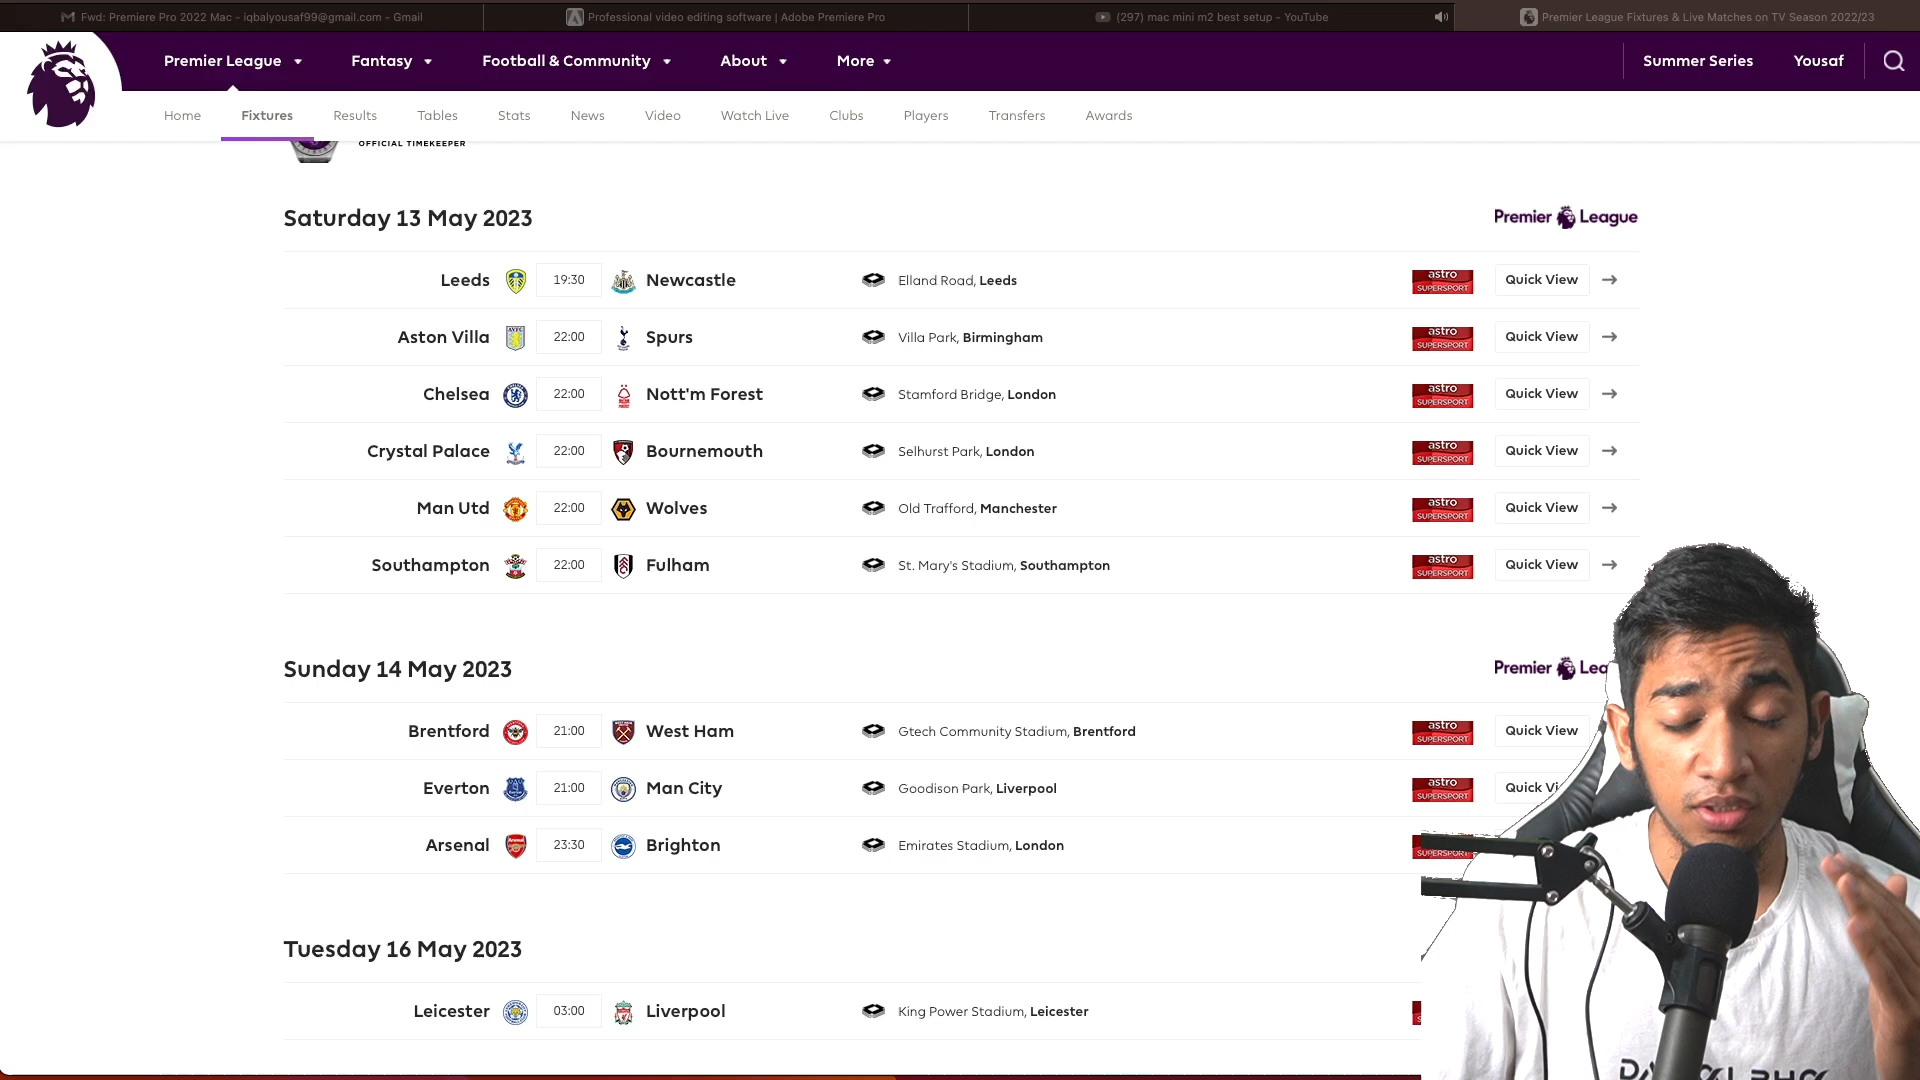 Fwd: Premiere Pro 2022 Mac - iqbalyousaf99@gmail.com - Gmail
Professional video editing software | Adobe Premiere Pro
(297) mac mini m2 best setup - YouTube
Premier League Fixtures & Live Matches on TV Season 2022/23
Premier League Fantasy Football & Community About More Summer Series Yousaf
Home Fixtures Results Tables Stats News Video Watch Live Clubs Players Transfers Awards
OFFICIAL TIMEKEEPER
Saturday 13 May 2023 Premier League
Leeds 19:30 Newcastle Elland Road, Leeds astro SUPERSPORT Quick View
Aston Villa 22:00 Spurs Villa Park, Birmingham astro SUPERSPORT Quick View
Chelsea 22:00 Nott'm Forest Stamford Bridge, London astro SUPERSPORT Quick View
Crystal Palace 22:00 Bournemouth Selhurst Park, London astro SUPERSPORT Quick View
Man Utd 22:00 Wolves Old Trafford, Manchester astro SUPERSPORT Quick View
Southampton 22:00 Fulham St. Mary's Stadium, Southampton astro SUPERSPORT Quick View
Sunday 14 May 2023 Premier Lea
Brentford 21:00 West Ham Gtech Community Stadium, Brentford astro SUPERSPORT Quick View
Everton 21:00 Man City Goodison Park, Liverpool astro SUPERSPORT Quick Vi
Arsenal 23:30 Brighton Emirates Stadium, London SUPERSPORT
Tuesday 16 May 2023
Leicester 03:00 Liverpool King Power Stadium, Leicester